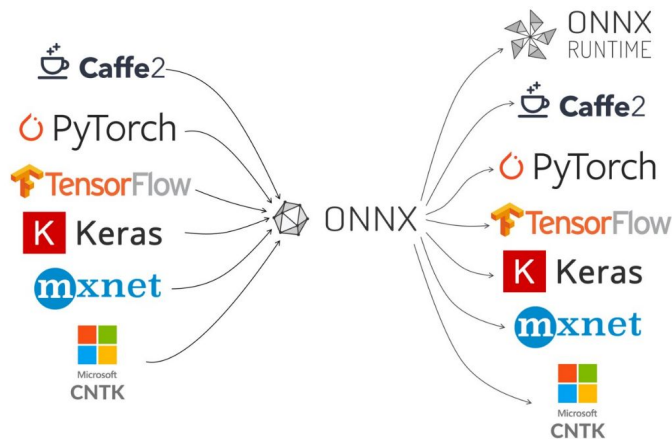 Caffe2
PyTorch
TensorFlow
K Keras
mxnet
Microsoft
CNTK
ONNX
ONNX
RUNTIME
Caffe2
PyTorch
TensorFlow
K Keras
mxnet
Microsoft
CNTK